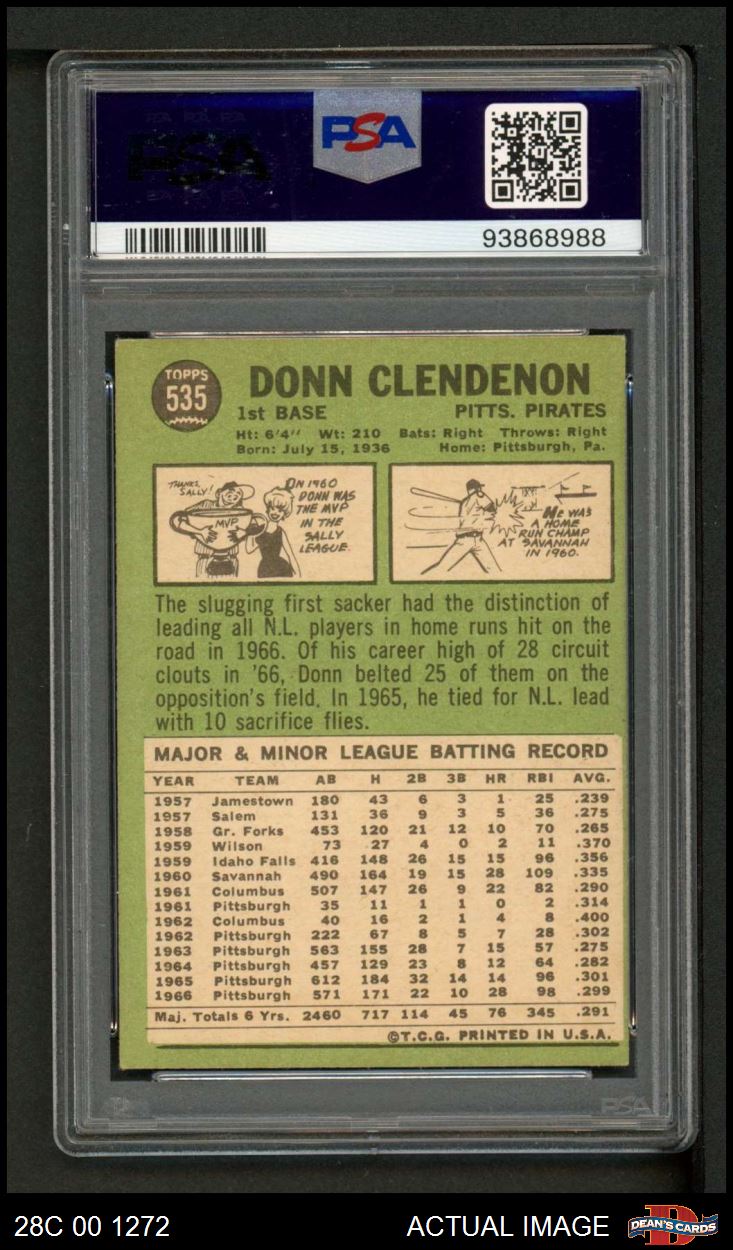 PSA PSA PSA
PSA
PSA
93868988
TOPPS
535
DONN CLENDENON
1st BASE PITTS. PIRATES
Ht: 6'4" Wt: 210 Bats: Right Throws: Right
Born: July 15, 1936 Home: Pittsburgh, Pa.
THANKS, SALLY!
MVP
ON 1960
DONN WAS
THE MVP
IN THE
SALLY
LEAGUE.
HE WAS
A HOME
RUN CHAMP
AT SAVANNAH
IN 1960.
The slugging first sacker had the distinction of
leading all N.L. players in home runs hit on the
road in 1966. Of his career high of 28 circuit
clouts in '66, Donn belted 25 of them on the
opposition's field. In 1965, he tied for N.L. lead
with 10 sacrifice flies.
MAJOR & MINOR LEAGUE BATTING RECORD
YEAR TEAM AB H 2B 3B HR RBI AVG.
1957 Jamestown 180 43 6 3 1 25 .239
1957 Salem 131 36 9 3 5 36 .275
1958 Gr. Forks 453 120 21 12 10 70 .265
1959 Wilson 73 27 4 0 2 11 .370
1959 Idaho Falls 416 148 26 15 15 96 .356
1960 Savannah 490 164 19 15 28 109 .335
1961 Columbus 507 147 26 9 22 82 .290
1961 Pittsburgh 35 11 1 1 0 2 .314
1962 Columbus 40 16 2 1 4 8 .400
1962 Pittsburgh 222 67 8 5 7 28 .302
1963 Pittsburgh 563 155 28 7 15 57 .275
1964 Pittsburgh 457 129 23 8 12 64 .282
1965 Pittsburgh 612 184 32 14 14 96 .301
1966 Pittsburgh 571 171 22 10 28 98 .299
Maj. Totals 6 Yrs. 2460 717 114 45 76 345 .291
©T.C.G. PRINTED IN U.S.A.
PSA
28C 00 1272 ACTUAL IMAGE DEAN'S CARDS